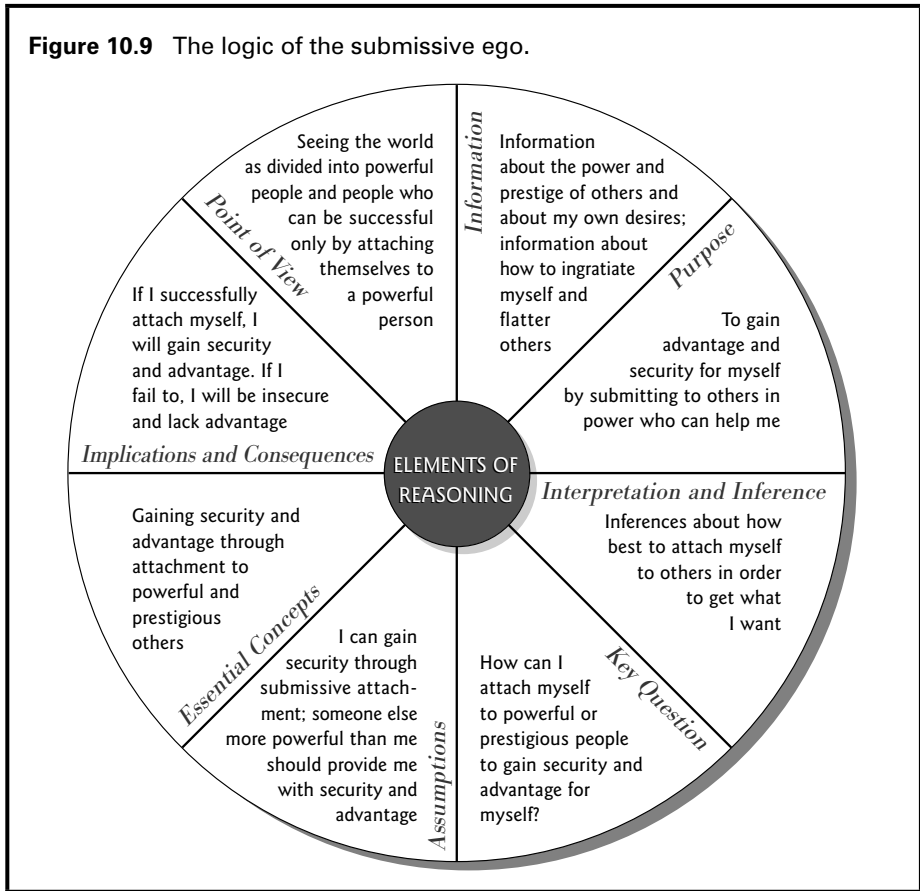 Figure 10.9 The logic of the submissive ego.
Point of View
Seeing the world
as divided into powerful
people and people who
can be successful
only by attaching
themselves to
a powerful
person
Information
Information
about the power and
prestige of others and
about my own desires;
information about
how to ingratiate
myself and
flatter
others
Purpose
To gain
advantage and
security for myself
by submitting to others in
power who can help me
If I successfully
attach myself, I
will gain security
and advantage. If I
fail to, I will be insecure
and lack advantage
Implications and Consequences
ELEMENTS OF
REASONING
Interpretation and Inference
Inferences about how
best to attach myself
to others in order
to get what
I want
Gaining security and
advantage through
attachment to
powerful and
prestigious
others
Essential Concepts
I can gain
security through
submissive attach-
ment; someone else
more powerful than me
should provide me
with security and
advantage
Assumptions
How can I
attach myself
to powerful or
prestigious people
to gain security and
advantage for
myself?
Key Question